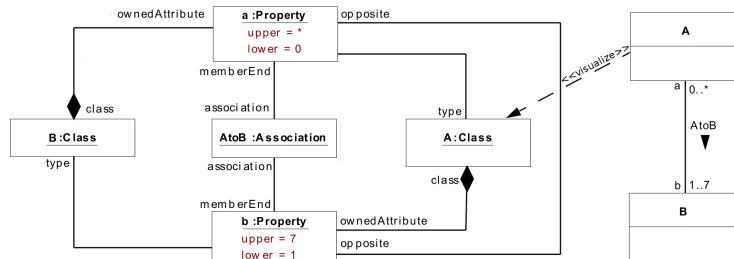 ownedAttribute
a :Property
opposite
upper = *
lower = 0
A
<<visualize>>
memberEnd
a
0..*
class
association
type
AtoB
B:Class
AtoB :Association
A:Class
type
association
class
b
1..7
memberEnd
B
b :Property
ownedAttribute
upper = 7
opposite
lower = 1